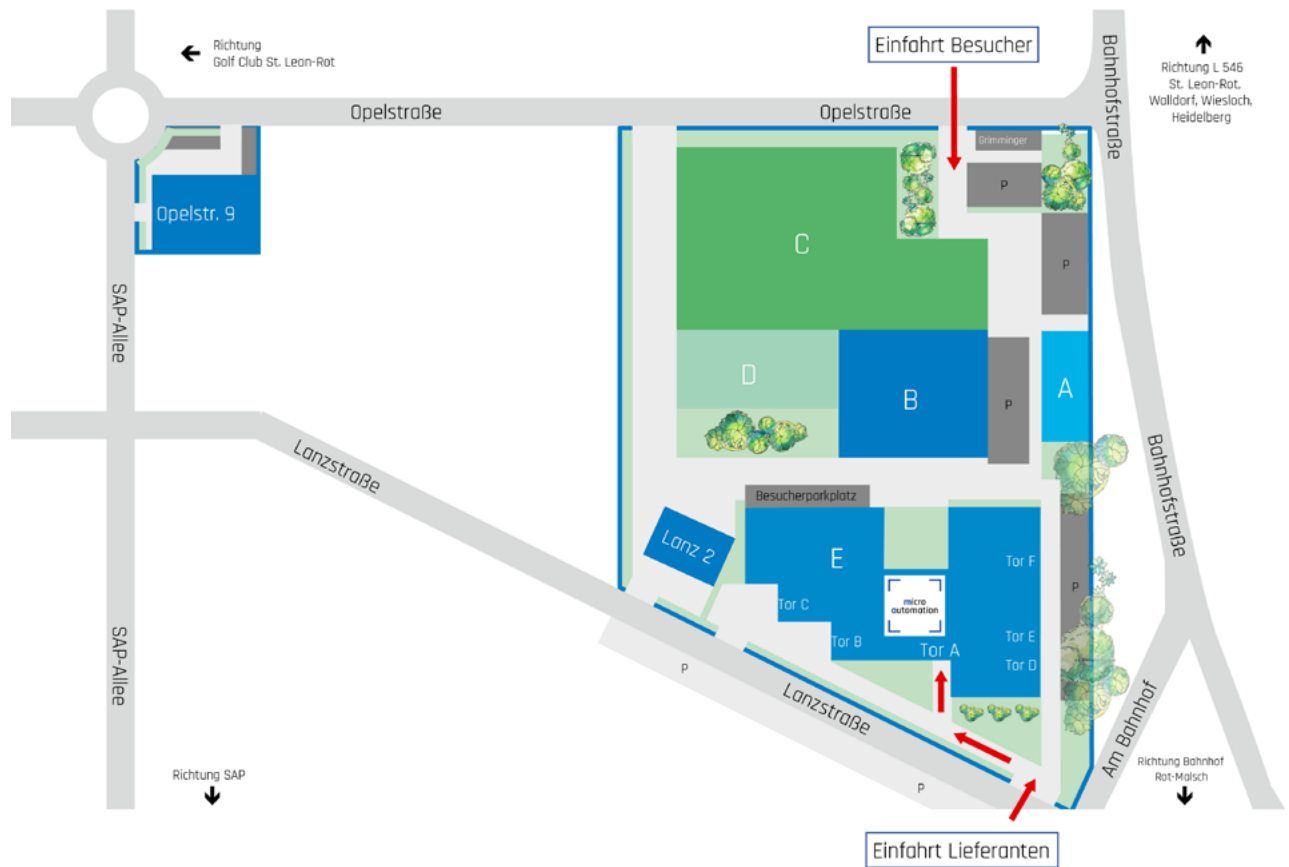 Richtung
Golf Club St. Leon-Rot
Einfahrt Besucher
Bahnhofstraße
Richtung L 546
St. Leon-Rot,
Walldorf, Wiesloch,
Heidelberg
Opelstraße
Opelstraße
Grimminger
P
Opelstr. 9
C
P
SAP-Allee
D
B
P
A
Lanzstraße
Bahnhofstraße
Besucherparkplatz
Lanz 2
E
Tor F
P
micro
automation
Tor C
Tor B
Tor A
Tor E
Tor D
SAP-Allee
P
Lanzstraße
Am Bahnhof
Richtung SAP
P
Richtung Bahnhof
Rot-Malsch
Einfahrt Lieferanten